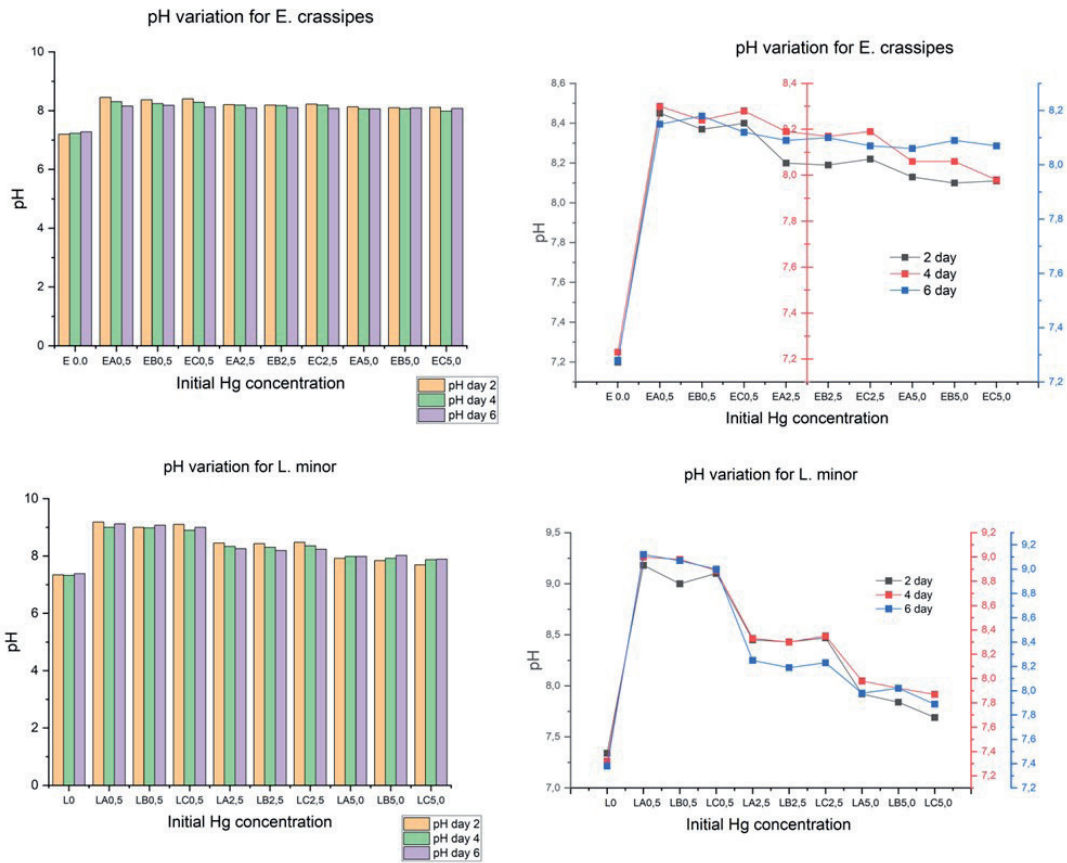 pH variation for E. crassipes
10
8
6
4
2
0
pH
E 0.0 EA0,5 EB0,5 EC0,5 EA2,5 EB2,5 EC2,5 EA5,0 EB5,0 EC5,0
Initial Hg concentration
pH day 2
pH day 4
pH day 6
pH variation for E. crassipes
8,6
8,4
8,2
8,0
7,8
7,6
7,4
7,2
pH
8,4
8,2
8,0
7,8
7,6
7,4
7,2
8,2
8,0
7,8
7,6
7,4
7,2
2 day
4 day
6 day
E 0.0 EA0,5 EB0,5 EC0,5 EA2,5 EB2,5 EC2,5 EA5,0 EB5,0 EC5,0
Initial Hg concentration
pH variation for L. minor
10
8
6
4
2
0
pH
L0 LA0,5 LB0,5 LC0,5 LA2,5 LB2,5 LC2,5 LA5,0 LB5,0 LC5,0
Initial Hg concentration
pH day 2
pH day 4
pH day 6
pH variation for L. minor
9,5
9,0
8,5
8,0
7,5
7,0
pH
2 day
4 day
6 day
9,2
9,0
8,8
8,6
8,4
8,2
8,0
7,8
7,6
7,4
7,2
9,2
9,0
8,8
8,6
8,4
8,2
8,0
7,8
7,6
7,4
7,2
L0 LA0,5 LB0,5 LC0,5 LA2,5 LB2,5 LC2,5 LA5,0 LB5,0 LC5,0
Initial Hg concentration